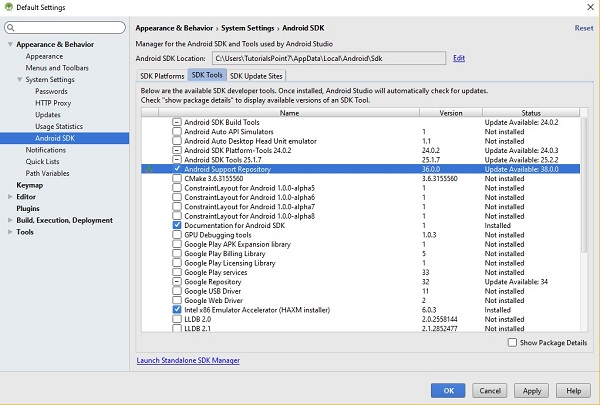 Default Settings
Appearance & Behavior › System Settings › Android SDK
Reset
Manager for the Android SDK and Tools used by Android Studio
Android SDK Location: C:\Users\TutorialsPoint7\AppData\Local\Android\Sdk Edit
SDK Platforms SDK Tools SDK Update Sites
Below are the available SDK developer tools. Once installed, Android Studio will automatically check for updates.
Check "show package details" to display available versions of an SDK Tool.
Appearance & Behavior
Appearance
Menus and Toolbars
System Settings
Passwords
HTTP Proxy
Updates
Usage Statistics
Android SDK
Notifications
Quick Lists
Path Variables
Keymap
Editor
Plugins
Build, Execution, Deployment
Tools
Name Version Status
Android SDK Build Tools Update Available: 24.0.2
Android Auto API Simulators 1 Not installed
Android Auto Desktop Head Unit emulator 1.1 Not installed
Android SDK Platform-Tools 24.0.2 24.0.2 Update Available: 24.0.3
Android SDK Tools 25.1.7 25.1.7 Update Available: 25.2.2
Android Support Repository 36.0.0 Update Available: 38.0.0
CMake 3.6.3155560 3.6.3155560 Not installed
ConstraintLayout for Android 1.0.0-alpha5 1 Not installed
ConstraintLayout for Android 1.0.0-alpha6 1 Not installed
ConstraintLayout for Android 1.0.0-alpha7 1 Not installed
ConstraintLayout for Android 1.0.0-alpha8 1 Not installed
Documentation for Android SDK 1 Installed
GPU Debugging tools 1.0.3 Not installed
Google Play APK Expansion library 1 Not installed
Google Play Billing Library 5 Not installed
Google Play Licensing Library 1 Not installed
Google Play services 33 Not installed
Google Repository 32 Update Available: 34
Google USB Driver 11 Not installed
Google Web Driver 2 Not installed
Intel x86 Emulator Accelerator (HAXM installer) 6.0.3 Installed
LLDB 2.0 2.0.2558144 Not installed
LLDB 2.1 2.1.2852477 Not installed
Show Package Details
Launch Standalone SDK Manager
OK Cancel Apply Help